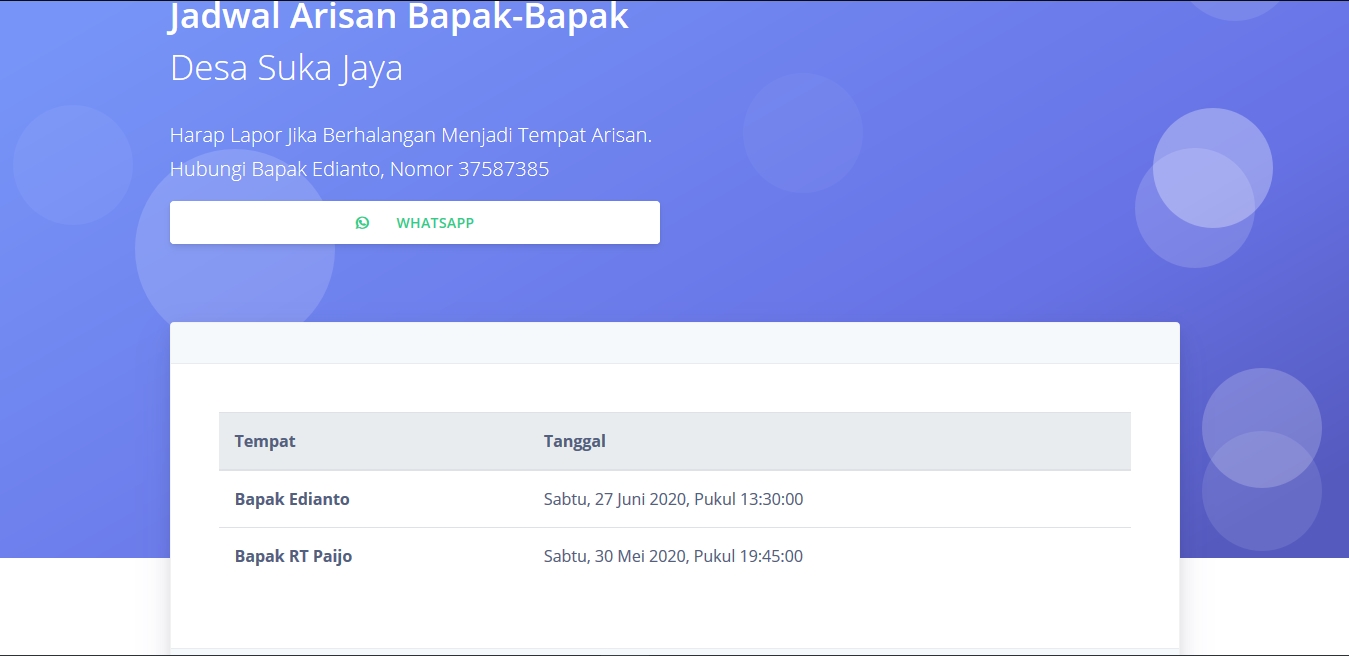 Jadwal Arisan Bapak-Bapak
Desa Suka Jaya
Harap Lapor Jika Berhalangan Menjadi Tempat Arisan.
Hubungi Bapak Edianto, Nomor 37587385
WHATSAPP
Tempat Tanggal
Bapak Edianto Sabtu, 27 Juni 2020, Pukul 13:30:00
Bapak RT Paijo Sabtu, 30 Mei 2020, Pukul 19:45:00